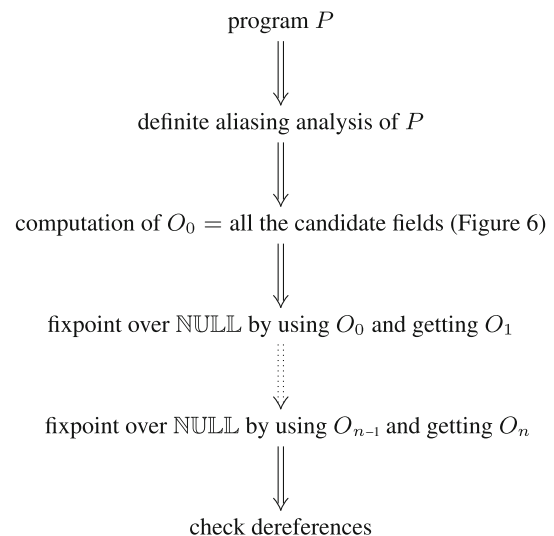 program P
definite aliasing analysis of P
computation of O₀ = all the candidate fields (Figure 6)
fixpoint over ℕ𝕌𝕃𝕃 by using O₀ and getting O₁
fixpoint over ℕ𝕌𝕃𝕃 by using Oₙ₋₁ and getting Oₙ
check dereferences